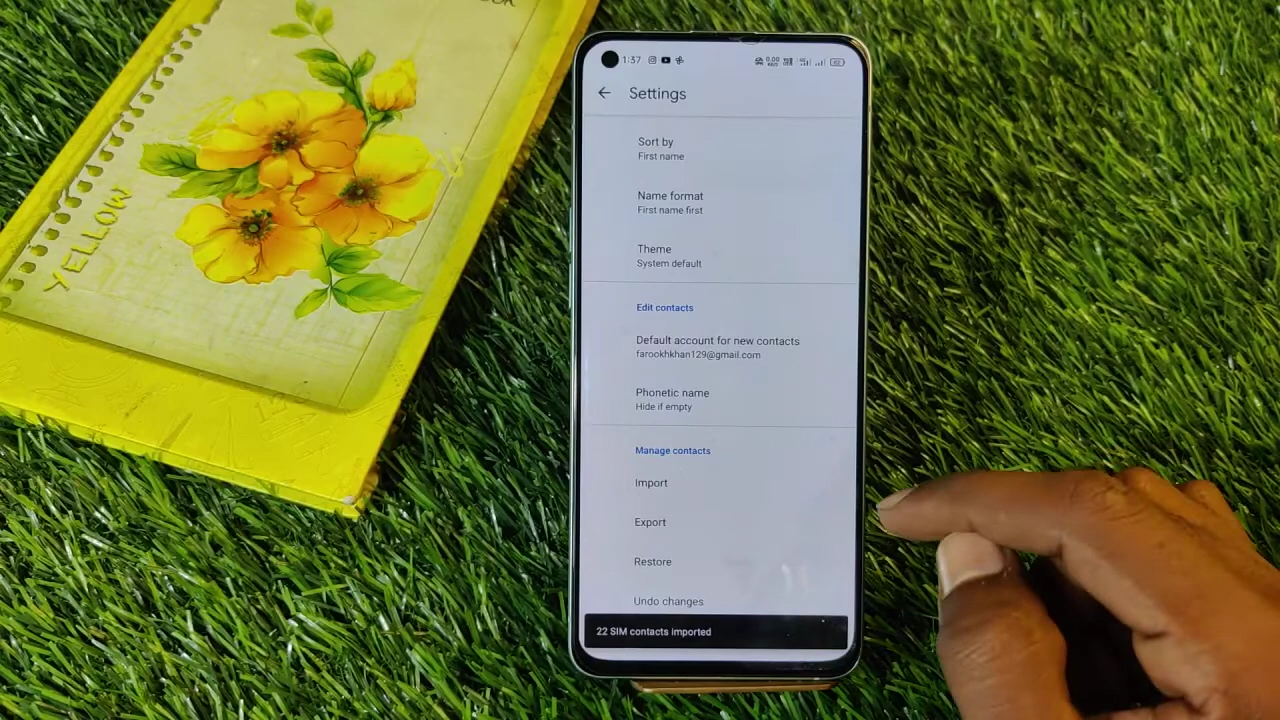 YELLOW
1:37
Settings
Sort by
First name
Name format
First name first
Theme
System default
Edit contacts
Default account for new contacts
farookhkhan129@gmail.com
Phonetic name
Hide if empty
Manage contacts
Import
Export
Restore
Undo changes
22 SIM contacts imported